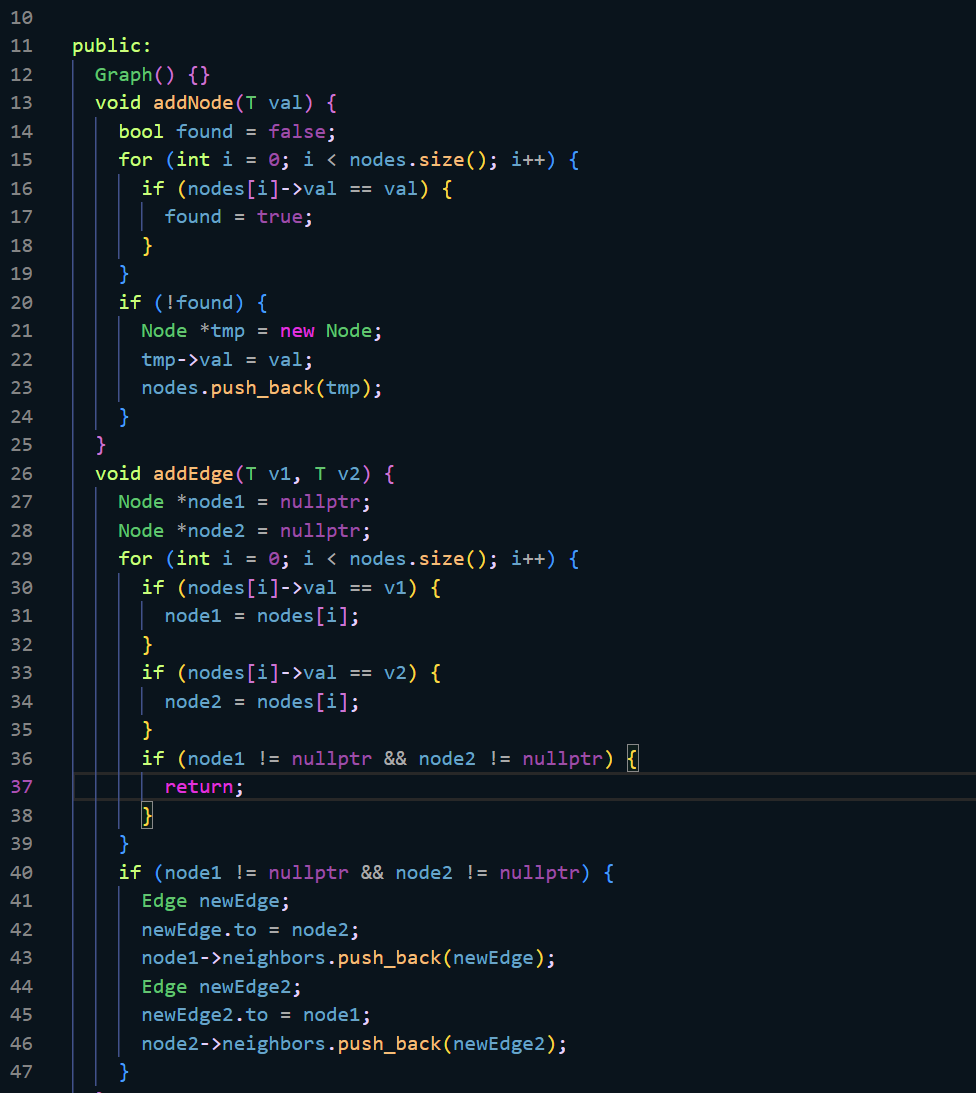 10
11 public:
12   Graph() {}
13   void addNode(T val) {
14     bool found = false;
15     for (int i = 0; i < nodes.size(); i++) {
16       if (nodes[i]->val == val) {
17         found = true;
18       }
19     }
20     if (!found) {
21       Node *tmp = new Node;
22       tmp->val = val;
23       nodes.push_back(tmp);
24     }
25   }
26   void addEdge(T v1, T v2) {
27     Node *node1 = nullptr;
28     Node *node2 = nullptr;
29     for (int i = 0; i < nodes.size(); i++) {
30       if (nodes[i]->val == v1) {
31         node1 = nodes[i];
32       }
33       if (nodes[i]->val == v2) {
34         node2 = nodes[i];
35       }
36       if (node1 != nullptr && node2 != nullptr) {
37         return;
38       }
39     }
40     if (node1 != nullptr && node2 != nullptr) {
41       Edge newEdge;
42       newEdge.to = node2;
43       node1->neighbors.push_back(newEdge);
44       Edge newEdge2;
45       newEdge2.to = node1;
46       node2->neighbors.push_back(newEdge2);
47     }